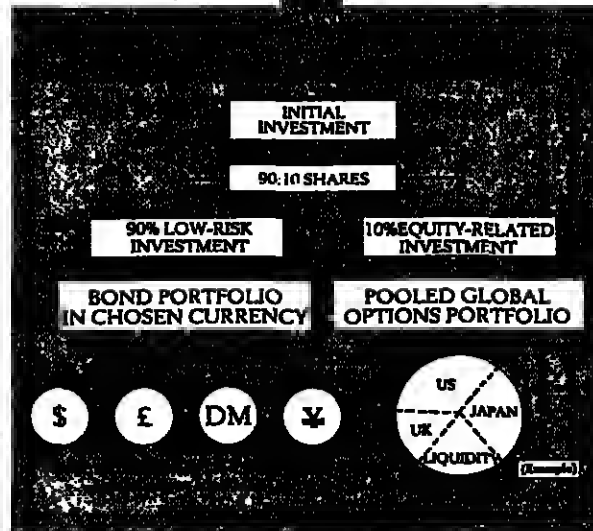 INITIAL
INVESTMENT
90:10 SHARES
90% LOW-RISK
INVESTMENT
10% EQUITY-RELATED
INVESTMENT
BOND PORTFOLIO
IN CHOSEN CURRENCY
POOLED GLOBAL
OPTIONS PORTFOLIO
$ £ DM ¥
US
JAPAN
UK
LIQUIDITY
(Example)